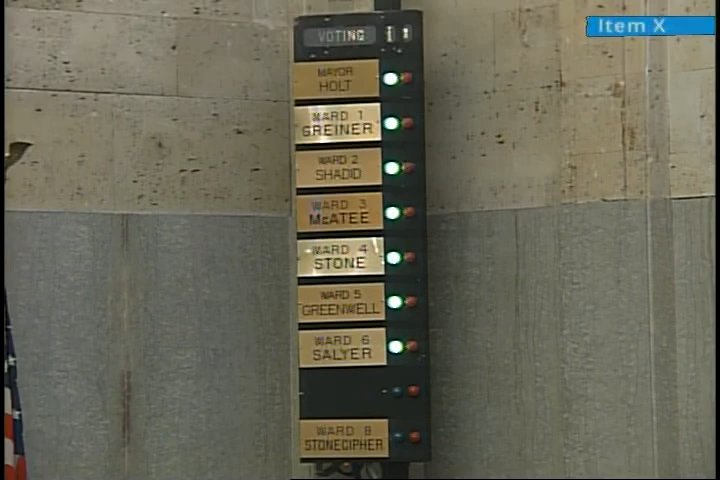 Item X
VOTING
MAYOR
HOLT
WARD 1
GREINER
WARD 2
SHADID
WARD 3
McATEE
WARD 4
STONE
WARD 5
GREENWELL
WARD 6
SALYER
WARD 8
STONECIPHER